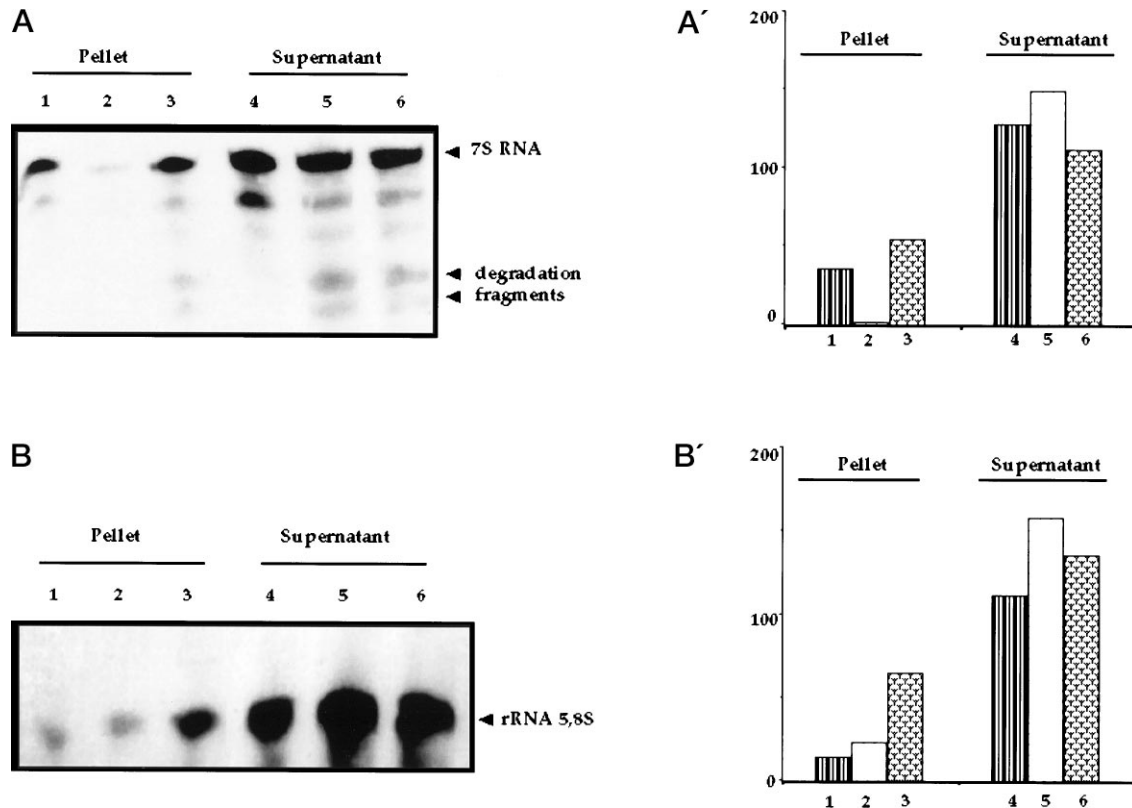 A
Pellet Supernatant
1 2 3 4 5 6
7S RNA
degradation
fragments
A´
200
Pellet Supernatant
100
0
1 2 3 4 5 6
B
Pellet Supernatant
1 2 3 4 5 6
rRNA 5,8S
B´
200
Pellet Supernatant
100
0
1 2 3 4 5 6